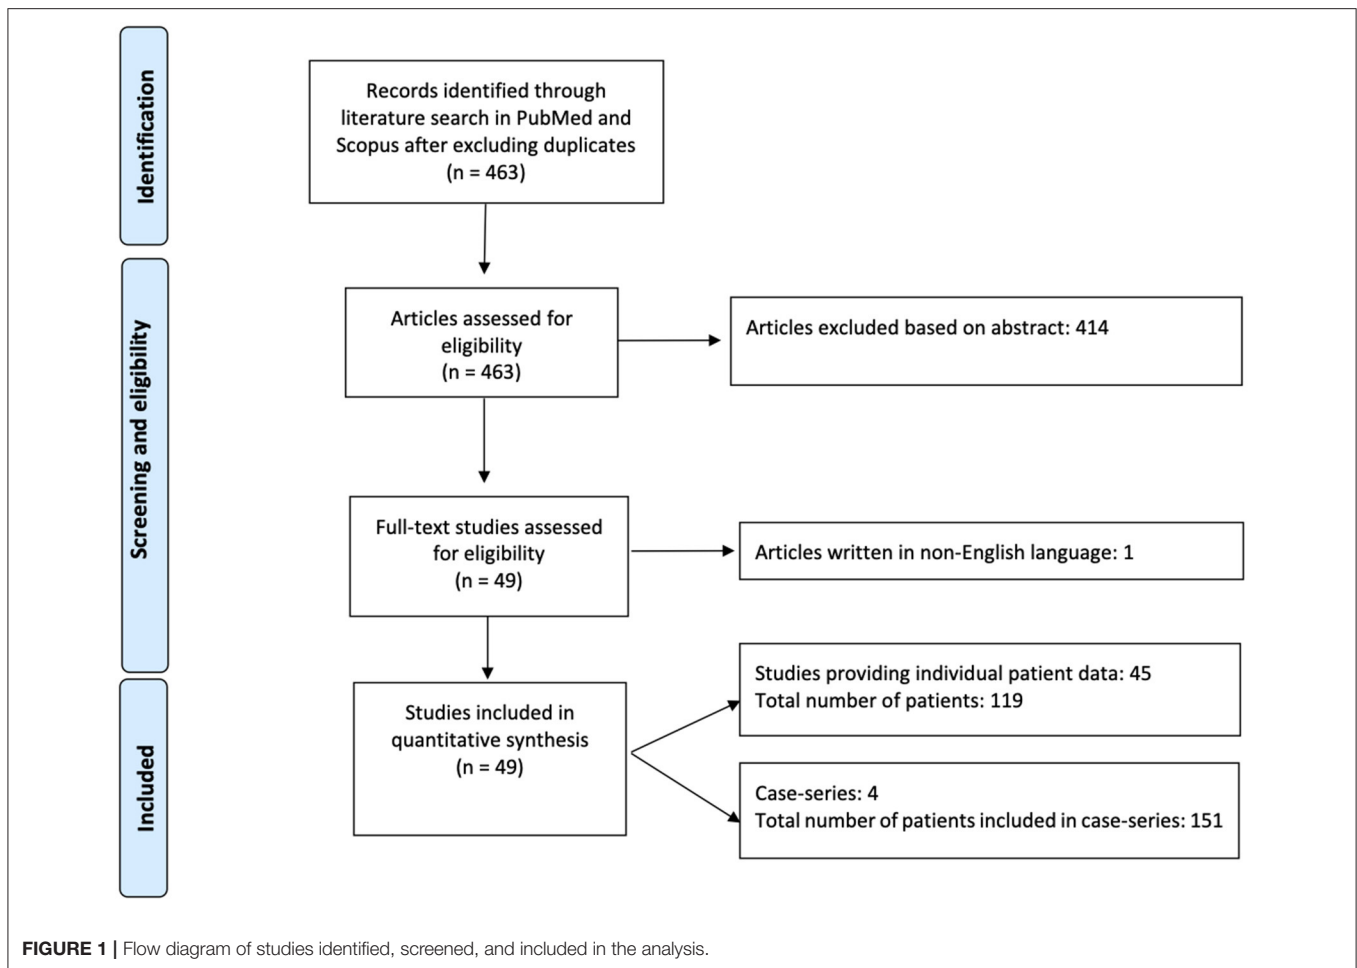 Identification
Records identified through
literature search in PubMed and
Scopus after excluding duplicates
(n = 463)
Screening and eligibility
Articles assessed for
eligibility
(n = 463)
Articles excluded based on abstract: 414
Full-text studies assessed
for eligibility
(n = 49)
Articles written in non-English language: 1
Included
Studies included in
quantitative synthesis
(n = 49)
Studies providing individual patient data: 45
Total number of patients: 119
Case-series: 4
Total number of patients included in case-series: 151
FIGURE 1 | Flow diagram of studies identified, screened, and included in the analysis.